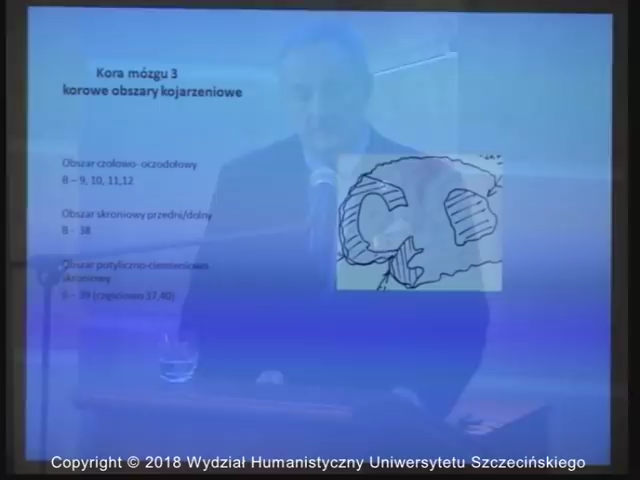 Kora mózgu 3
korowe obszary kojarzeniowe
Obszar czołowo- oczodołowy
B – 9, 10, 11,12
Obszar skroniowy przedni/dolny
B - 38
Obszar potyliczno-ciemieniowo-
skroniowy
B – 39 (częściowo 37,40)
Copyright © 2018 Wydział Humanistyczny Uniwersytetu Szczecińskiego